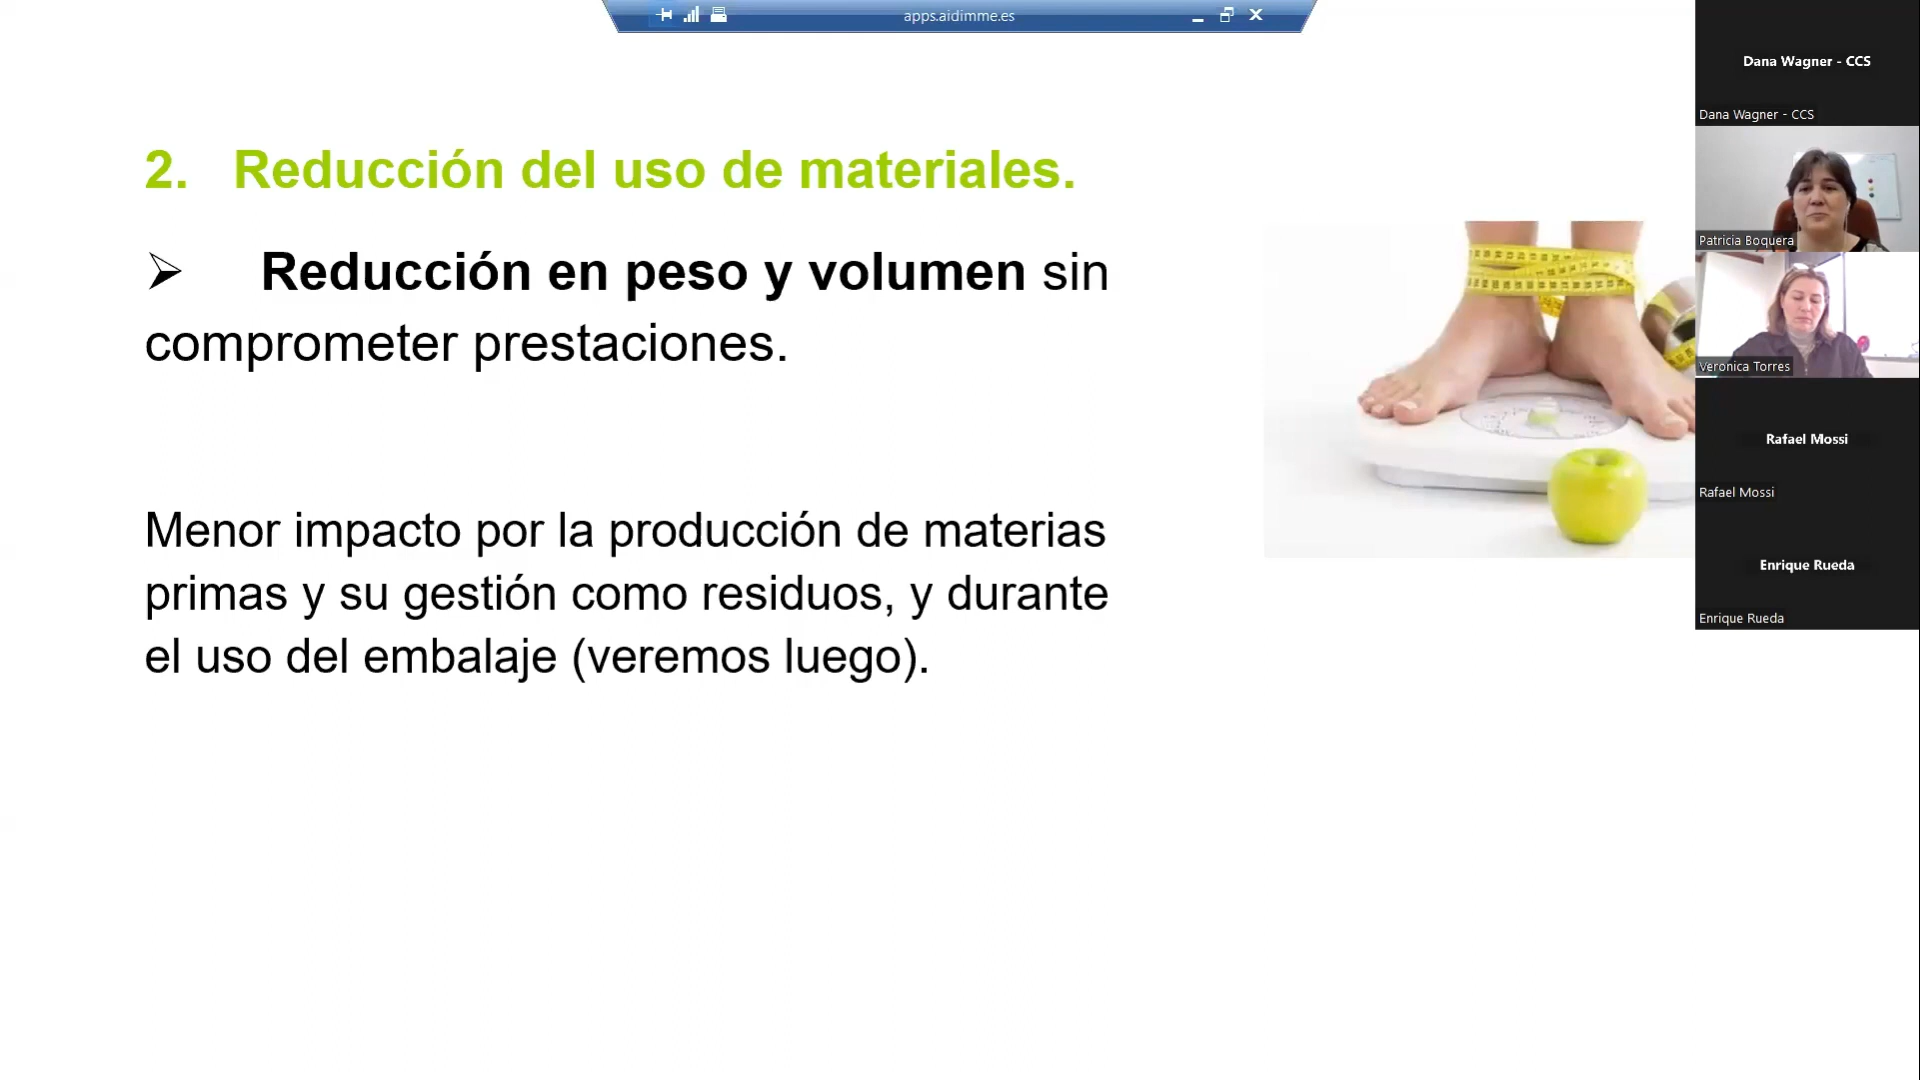 apps.aidimme.es
2. Reducción del uso de materiales.
➢ Reducción en peso y volumen sin
comprometer prestaciones.
Menor impacto por la producción de materias
primas y su gestión como residuos, y durante
el uso del embalaje (veremos luego).
Dana Wagner - CCS
Dana Wagner - CCS
Patricia Boquera
Veronica Torres
Rafael Mossi
Rafael Mossi
Enrique Rueda
Enrique Rueda